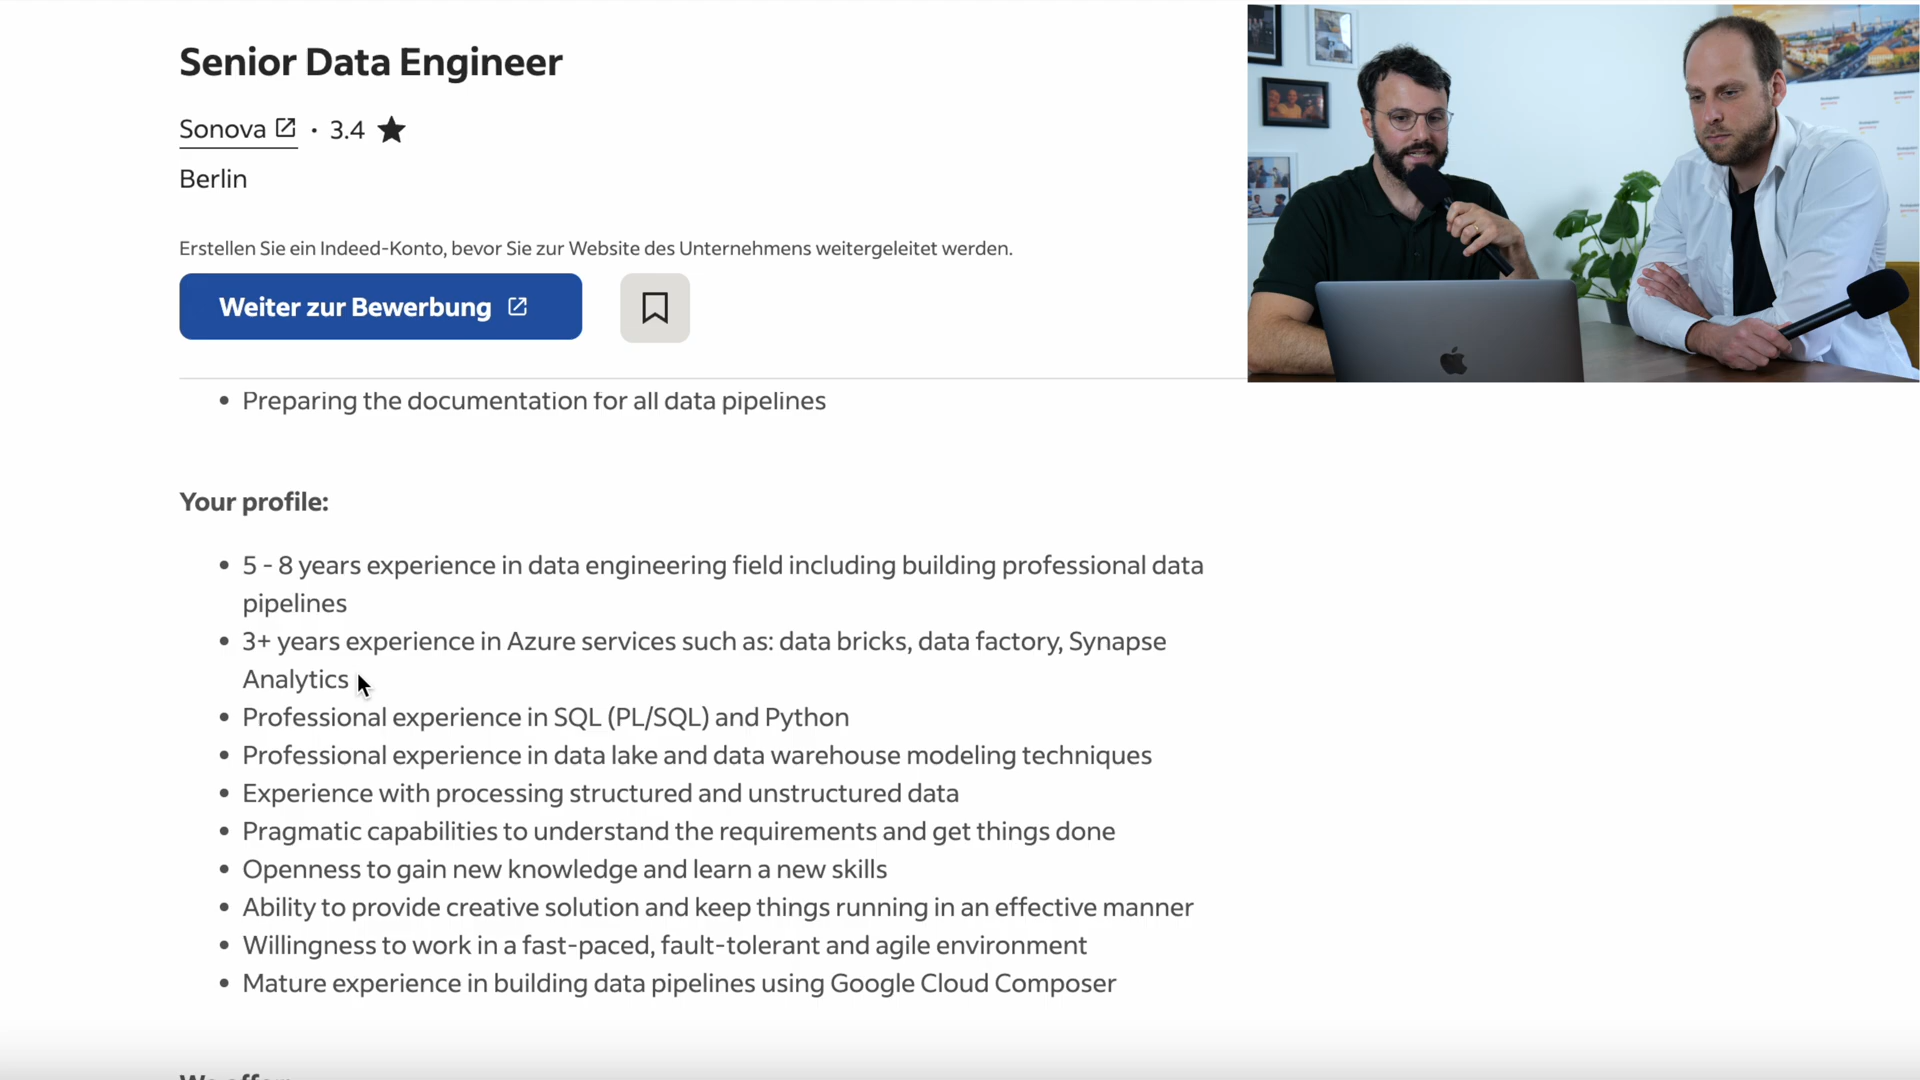 Senior Data Engineer
Sonova · 3.4 ★
Berlin
Erstellen Sie ein Indeed-Konto, bevor Sie zur Website des Unternehmens weitergeleitet werden.
Weiter zur Bewerbung
• Preparing the documentation for all data pipelines
Your profile:
• 5 - 8 years experience in data engineering field including building professional data
pipelines
• 3+ years experience in Azure services such as: data bricks, data factory, Synapse
Analytics
• Professional experience in SQL (PL/SQL) and Python
• Professional experience in data lake and data warehouse modeling techniques
• Experience with processing structured and unstructured data
• Pragmatic capabilities to understand the requirements and get things done
• Openness to gain new knowledge and learn a new skills
• Ability to provide creative solution and keep things running in an effective manner
• Willingness to work in a fast-paced, fault-tolerant and agile environment
• Mature experience in building data pipelines using Google Cloud Composer